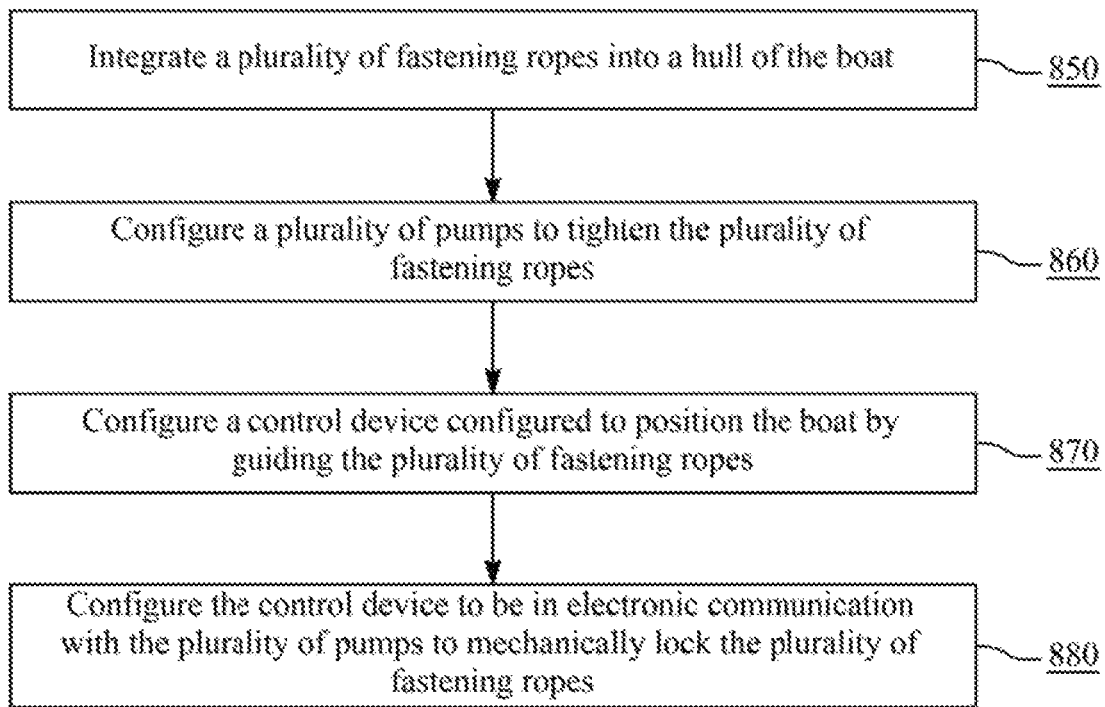 Integrate a plurality of fastening ropes into a hull of the boat
850
Configure a plurality of pumps to tighten the plurality of
fastening ropes
860
Configure a control device configured to position the boat by
guiding the plurality of fastening ropes
870
Configure the control device to be in electronic communication
with the plurality of pumps to mechanically lock the plurality of
fastening ropes
880